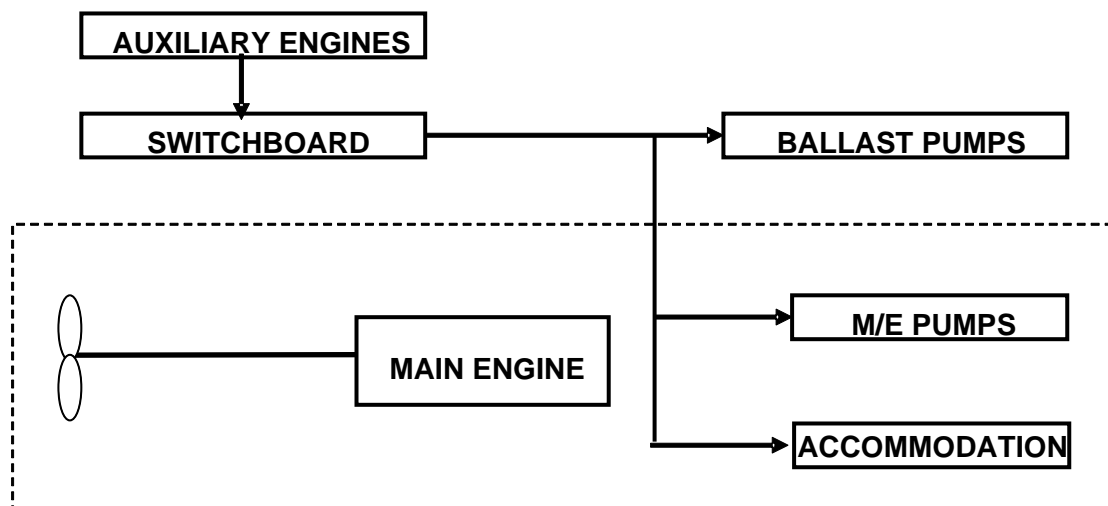 AUXILIARY ENGINES
SWITCHBOARD
BALLAST PUMPS
M/E PUMPS
MAIN ENGINE
ACCOMMODATION